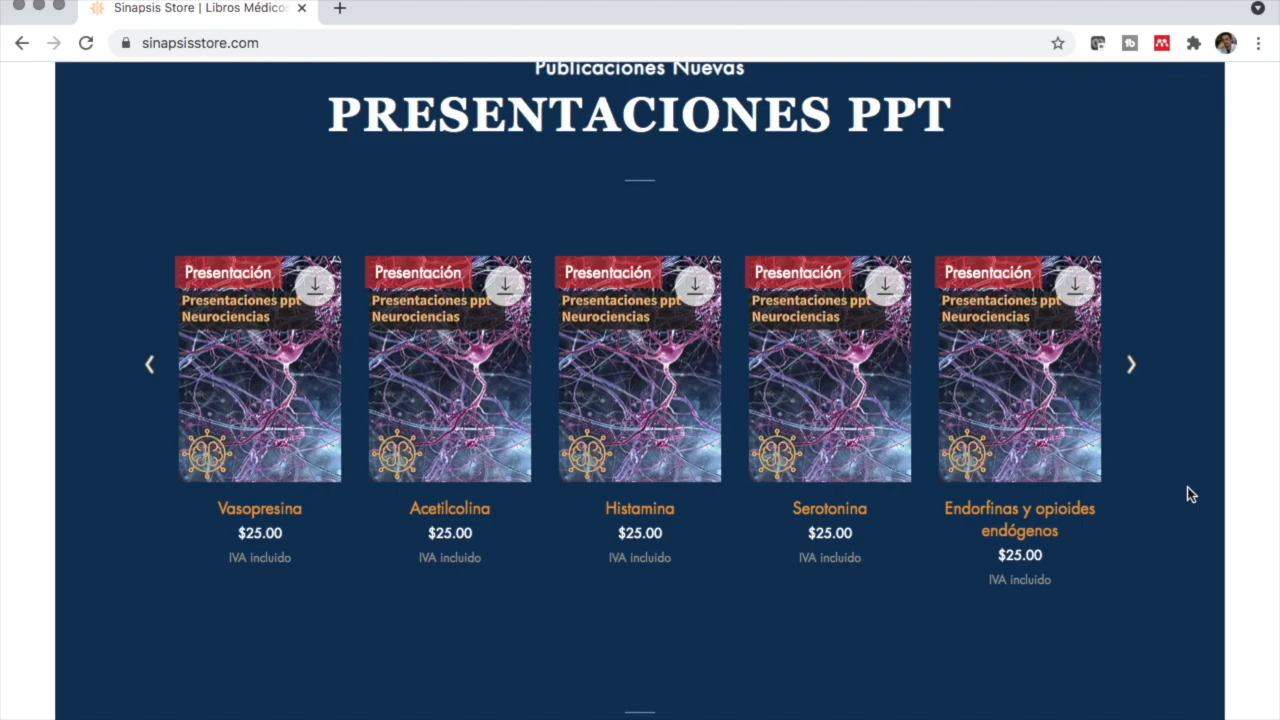 Sinapsis Store | Libros Médicos
sinapsisstore.com
Publicaciones Nuevas
PRESENTACIONES PPT
Presentación
Presentaciones ppt
Neurociencias
Vasopresina
$25.00
IVA incluido
Presentación
Presentaciones ppt
Neurociencias
Acetilcolina
$25.00
IVA incluido
Presentación
Presentaciones ppt
Neurociencias
Histamina
$25.00
IVA incluido
Presentación
Presentaciones ppt
Neurociencias
Serotonina
$25.00
IVA incluido
Presentación
Presentaciones ppt
Neurociencias
Endorfinas y opioides
endógenos
$25.00
IVA incluido